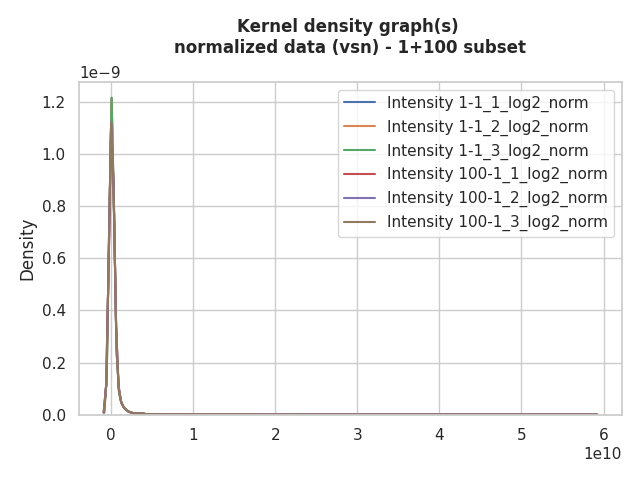 Kernel density graph(s)
normalized data (vsn) - 1+100 subset
1e−9
1.2
1.0
0.8
0.6
0.4
0.2
0.0
Density
Intensity 1-1_1_log2_norm
Intensity 1-1_2_log2_norm
Intensity 1-1_3_log2_norm
Intensity 100-1_1_log2_norm
Intensity 100-1_2_log2_norm
Intensity 100-1_3_log2_norm
0 1 2 3 4 5 6
1e10